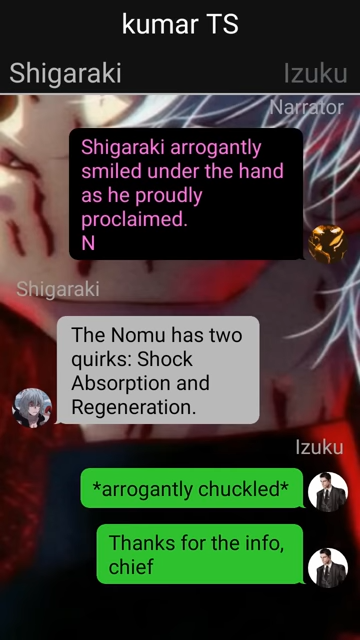 kumar TS
Shigaraki
Izuku
Narrator
Shigaraki arrogantly
smiled under the hand
as he proudly
proclaimed.
N
Shigaraki
The Nomu has two
quirks: Shock
Absorption and
Regeneration.
Izuku
*arrogantly chuckled*
Thanks for the info,
chief